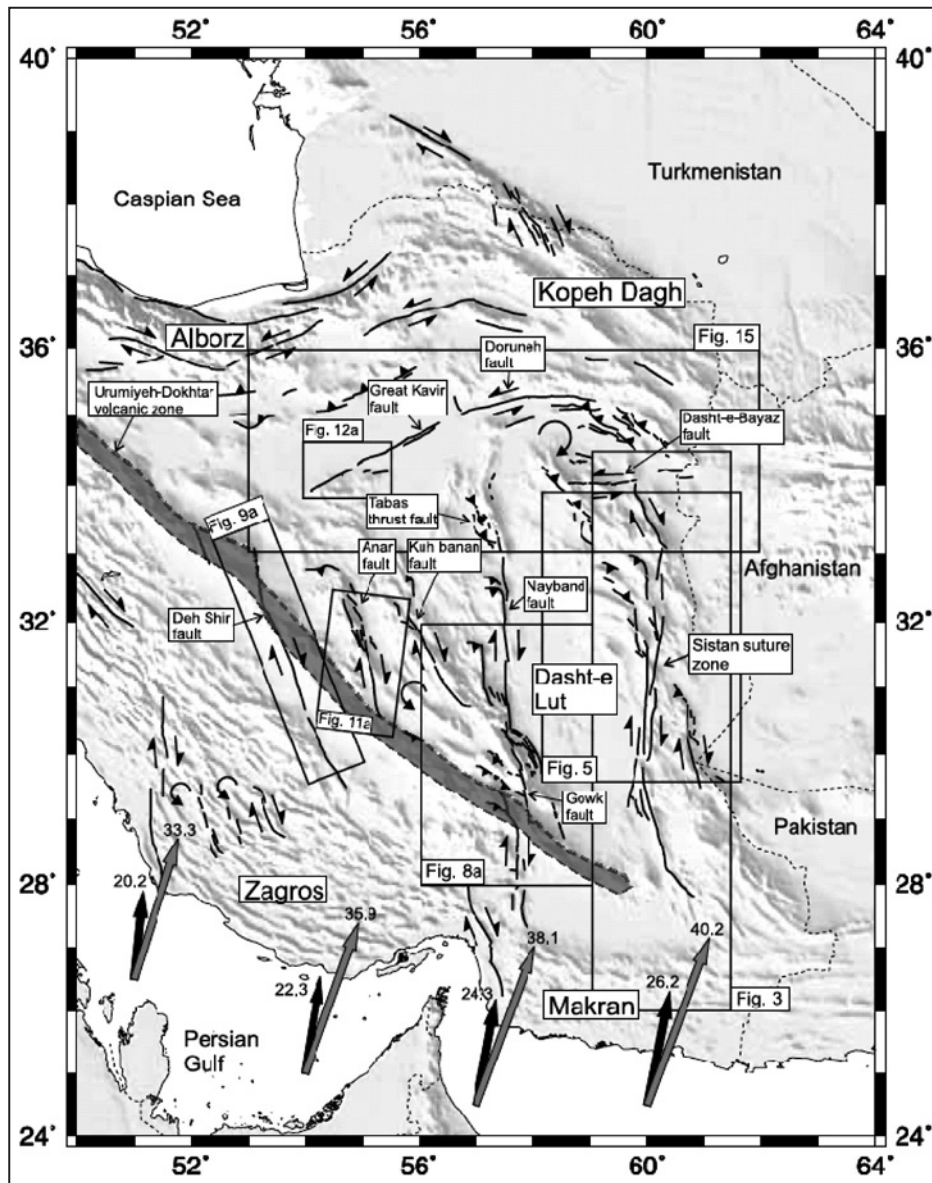 52° 56° 60° 64°
40° 40°
Turkmenistan
Caspian Sea
Kopeh Dagh
Alborz
Fig. 15
36° 36°
Doruneh
fault
Urumiyeh-Dokhtar
volcanic zone
Great Kavir
fault
Dasht-e-Bayaz
fault
Fig. 12a
Tabas
thrust fault
Fig. 9a
Anar
fault
Kuh banan
fault
Afghanistan
Nayband
fault
32° 32°
Deh Shir
fault
Sistan suture
zone
Dasht-e
Lut
Fig. 11a
Fig. 5
Gowk
fault
Pakistan
33.3
Fig. 8a
20.2
28° 28°
Zagros
35.9
40.2
38.1
26.2
22.3
24.3
Makran
Fig. 3
Persian
Gulf
24° 24°
52° 56° 60° 64°